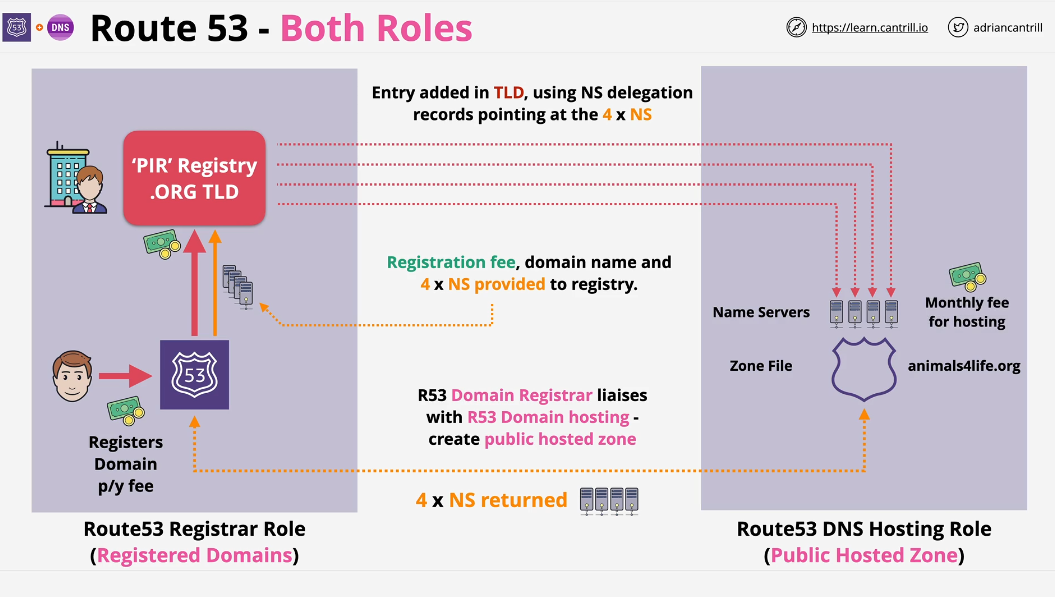 53
DNS
Route 53 - Both Roles
https://learn.cantrill.io
adriancantrill
Entry added in TLD, using NS delegation
records pointing at the 4 x NS
‘PIR’ Registry
.ORG TLD
Registration fee, domain name and
4 x NS provided to registry.
Name Servers
Monthly fee
for hosting
53
Zone File
animals4life.org
R53 Domain Registrar liaises
with R53 Domain hosting -
create public hosted zone
Registers
Domain
p/y fee
4 x NS returned
Route53 Registrar Role
(Registered Domains)
Route53 DNS Hosting Role
(Public Hosted Zone)